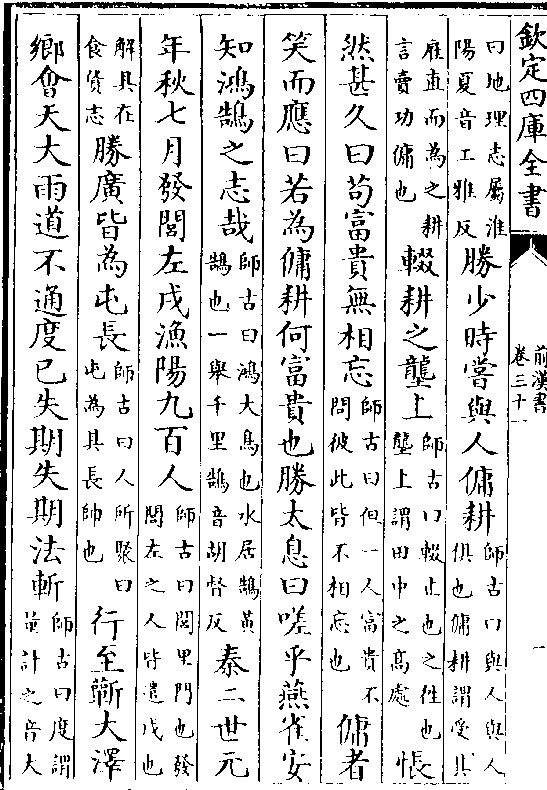 欽定四庫全書
前漢書
卷三十一
一
曰地理志屬淮陽夏音工雅反勝少時嘗與人傭耕師古曰與人與人俱也傭耕謂受其
雇直而為之耕言賣功傭也輟耕之壟上師古曰輟止也之往也壟上謂田中之髙處悵
然甚久曰茍富貴無相忘師古曰但一人富貴不問彼此皆不相忘也傭者
笑而應曰若為傭耕何富貴也勝太息曰嗟乎燕雀安
知鴻鵠之志哉師古曰鴻大鳥也水居鵠黄鵠也一舉千里鵠音胡督反秦二世元
年秋七月發閭左戍漁陽九百人師古曰閭里門也發閭左之人皆遣戍也
解具在食貨志勝廣皆為屯長師古曰人所聚曰屯為其長帥也行至蘄大澤
鄉會天大雨道不通度已失期失期法斬師古曰度謂量計之音大